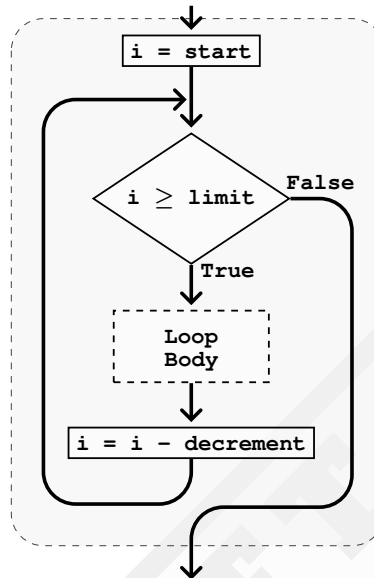 i = start
i ≥ limit
False
True
Loop
Body
i = i - decrement